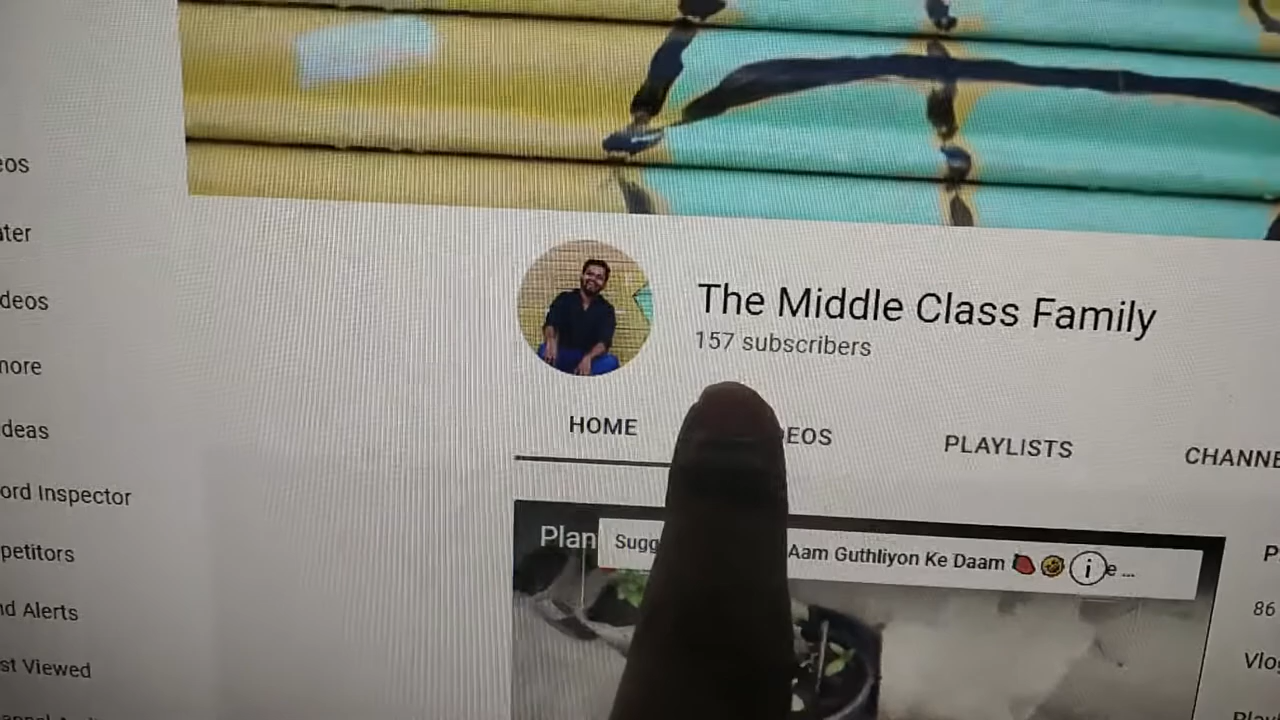 eos
ater
deos
more
deas
ord Inspector
petitors
nd Alerts
st Viewed
The Middle Class Family
157 subscribers
HOME
EOS
PLAYLISTS
CHANNE
Plan
Sugg
Aam Guthliyon Ke Daam 🍓🤣 i e ...
P
86
Vlo